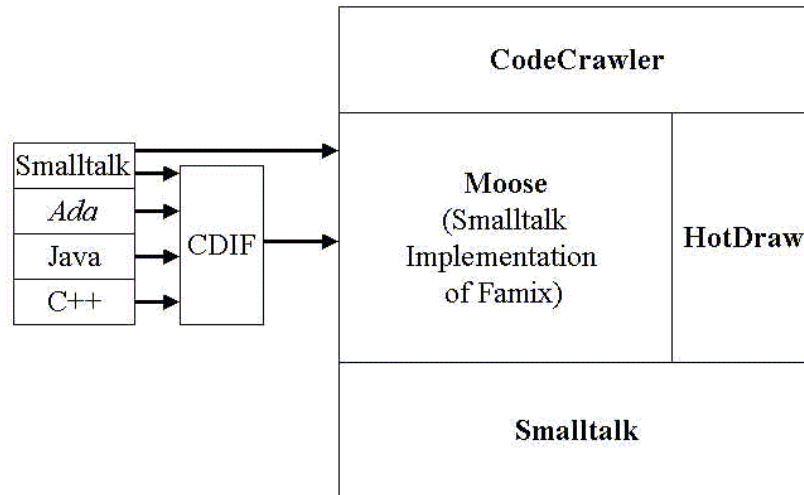 CodeCrawler
Smalltalk
Ada
Java
C++
CDIF
Moose
(Smalltalk
Implementation
of Famix)
HotDraw
Smalltalk